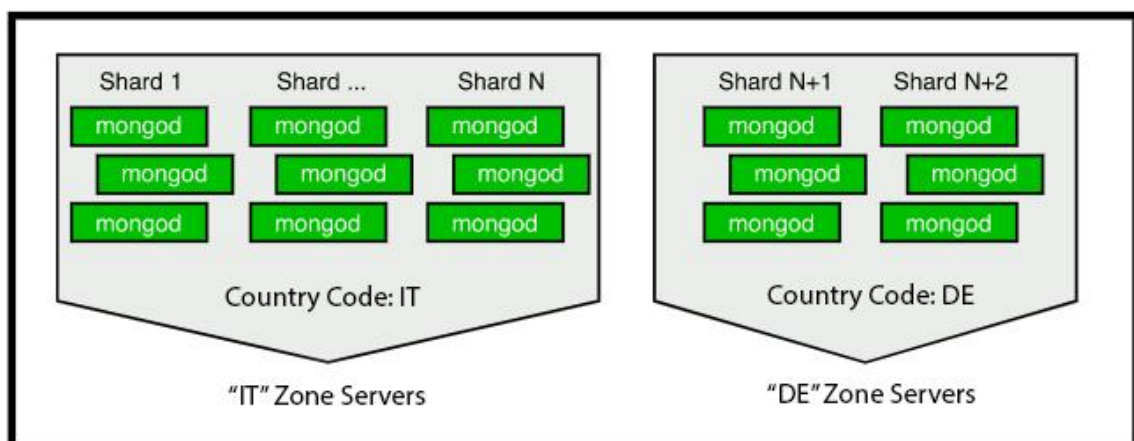 Shard 1 Shard ... Shard N
mongod mongod mongod
mongod mongod mongod
mongod mongod mongod
Country Code: IT
“IT” Zone Servers
Shard N+1 Shard N+2
mongod mongod
mongod mongod
mongod mongod
Country Code: DE
“DE” Zone Servers